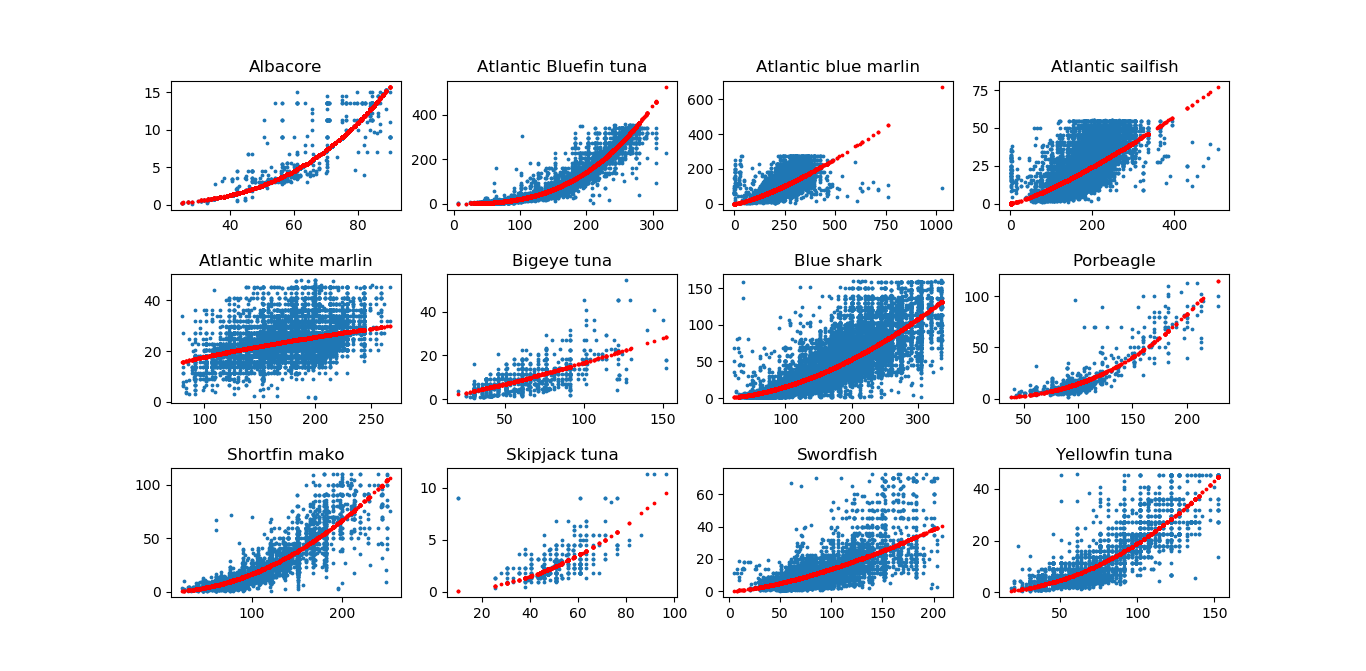 Albacore
Atlantic Bluefin tuna
Atlantic blue marlin
Atlantic sailfish
15
10
5
0
40 60 80
400
200
0
0 100 200 300
600
400
200
0
0 250 500 750 1000
75
50
25
0
0 200 400
Atlantic white marlin
Bigeye tuna
Blue shark
Porbeagle
40
20
0
100 150 200 250
40
20
0
50 100 150
150
100
50
0
100 200 300
100
50
0
50 100 150 200
Shortfin mako
Skipjack tuna
Swordfish
Yellowfin tuna
100
50
0
100 200
10
5
0
20 40 60 80 100
60
40
20
0
0 50 100 150 200
40
20
0
50 100 150